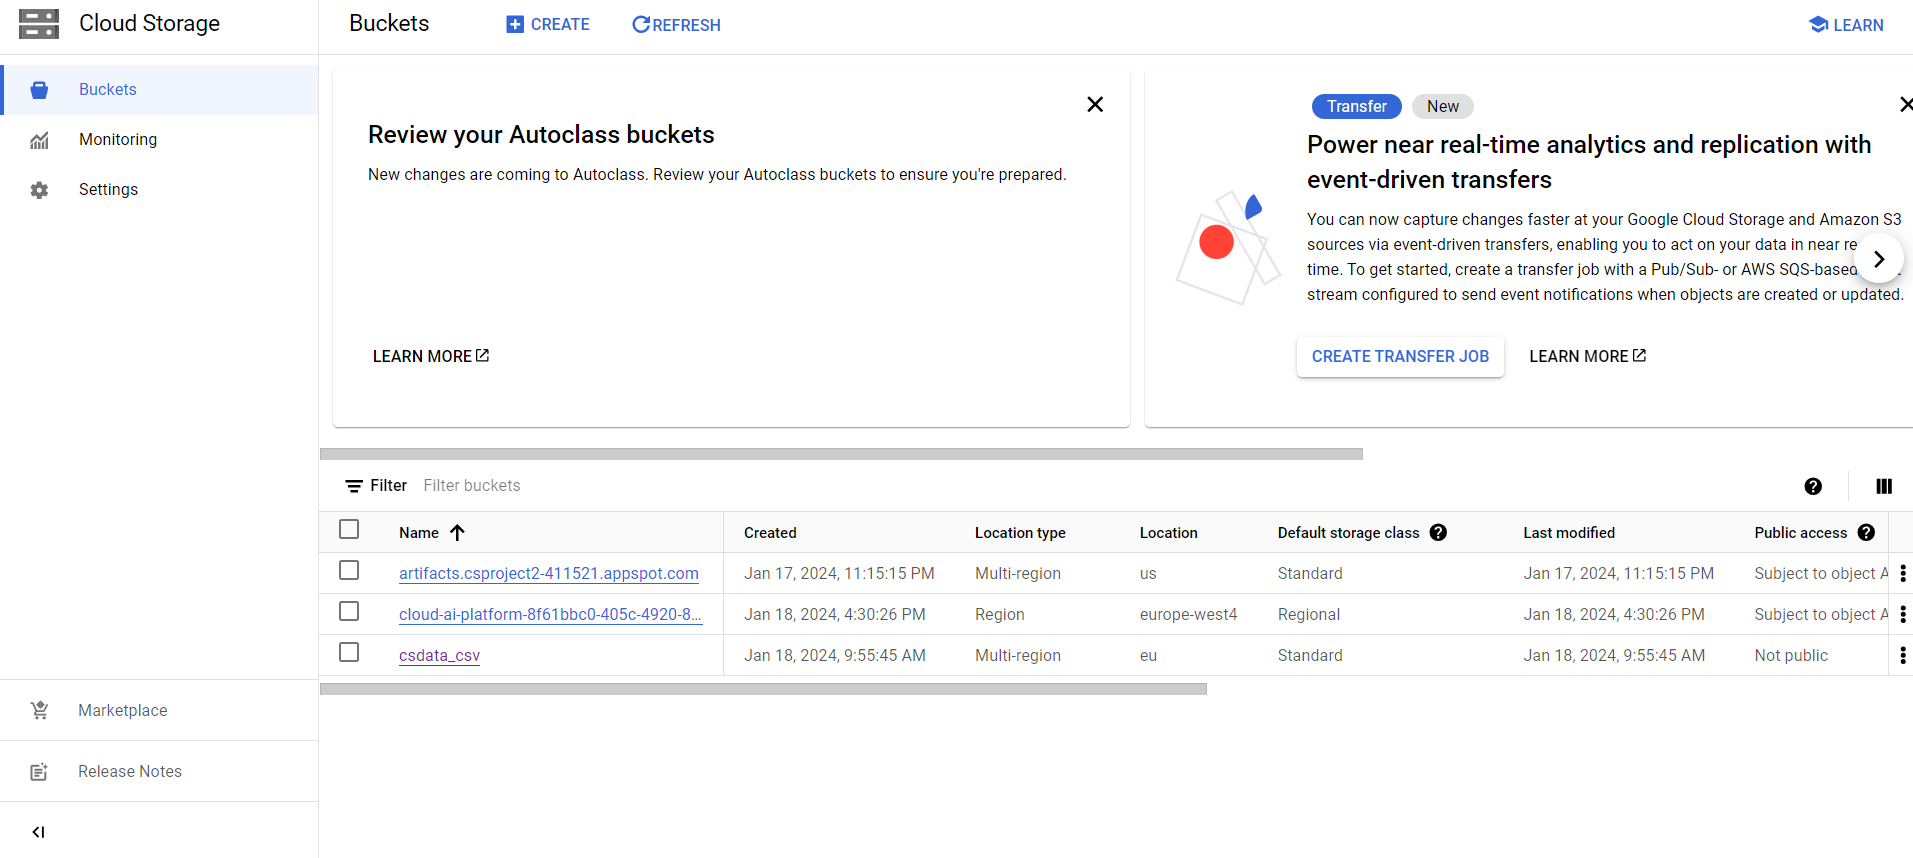 Cloud Storage
Buckets
CREATE
REFRESH
LEARN
Buckets
Monitoring
Settings
Marketplace
Release Notes
Review your Autoclass buckets
New changes are coming to Autoclass. Review your Autoclass buckets to ensure you're prepared.
LEARN MORE
Transfer New
Power near real-time analytics and replication with
event-driven transfers
You can now capture changes faster at your Google Cloud Storage and Amazon S3
sources via event-driven transfers, enabling you to act on your data in near
time. To get started, create a transfer job with a Pub/Sub- or AWS SQS-based
stream configured to send event notifications when objects are created or updated.
CREATE TRANSFER JOB LEARN MORE
Filter Filter buckets
Name Created Location type Location Default storage class Last modified Public access
artifacts.csproject2-411521.appspot.com Jan 17, 2024, 11:15:15 PM Multi-region us Standard Jan 17, 2024, 11:15:15 PM Subject to object A
cloud-ai-platform-8f61bbc0-405c-4920-8... Jan 18, 2024, 4:30:26 PM Region europe-west4 Regional Jan 18, 2024, 4:30:26 PM Subject to object A
csdata_csv Jan 18, 2024, 9:55:45 AM Multi-region eu Standard Jan 18, 2024, 9:55:45 AM Not public